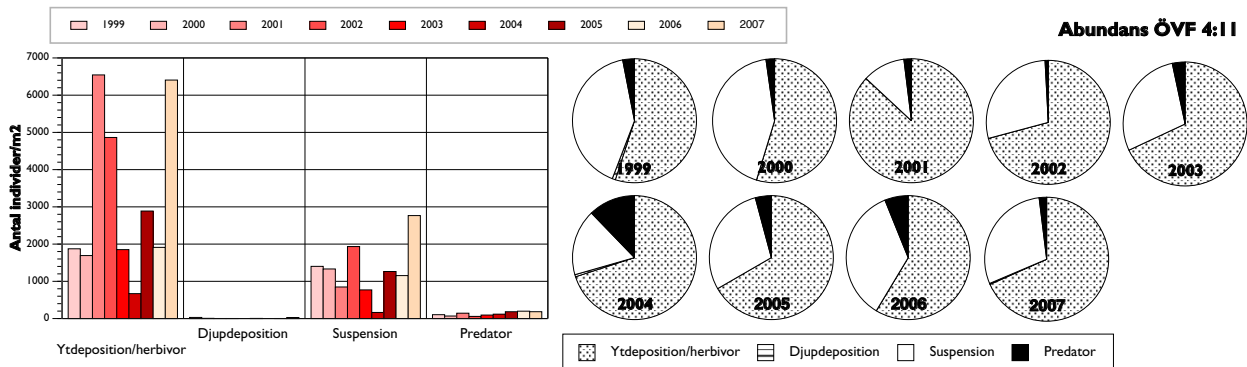 1999 2000 2001 2002 2003 2004 2005 2006 2007
Abundans ÖVF 4:11
Antal individer/m2
7000
6000
5000
4000
3000
2000
1000
0
Ytdeposition/herbivor Djupdeposition Suspension Predator
1999 2000 2001 2002 2003
2004 2005 2006 2007
Ytdeposition/herbivor Djupdeposition Suspension Predator